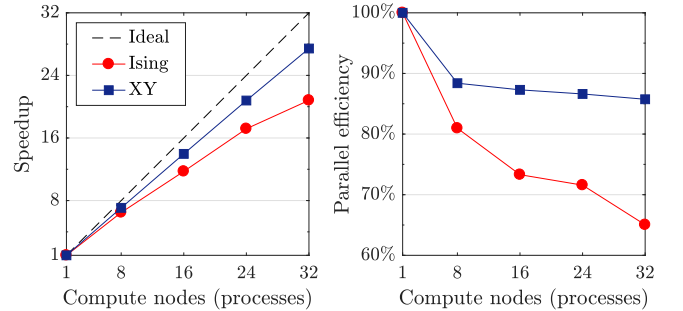 Speedup
32
24
16
8
1
Ideal
Ising
XY
1
8
16
24
32
Compute nodes (processes)
Parallel efficiency
100%
90%
80%
70%
60%
1
8
16
24
32
Compute nodes (processes)